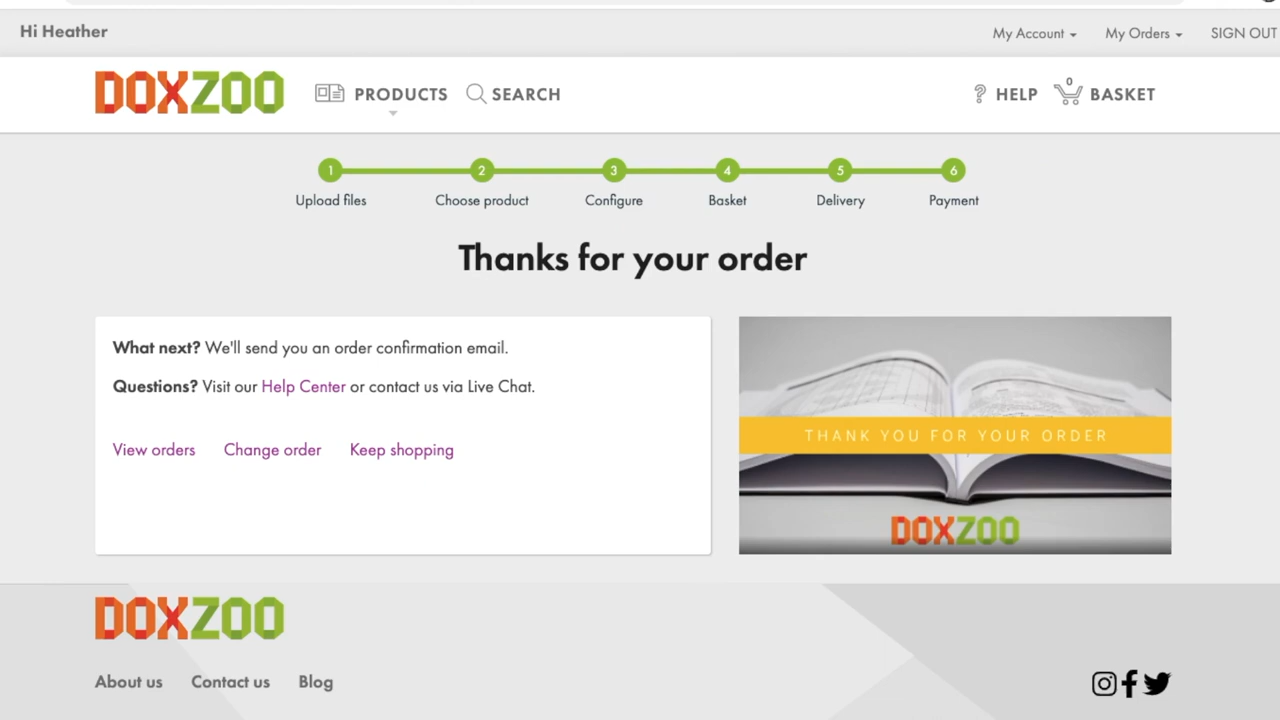 Hi Heather
My Account
My Orders
SIGN OUT
DOXZOO
PRODUCTS
SEARCH
HELP
0
BASKET
1
2
3
4
5
6
Upload files
Choose product
Configure
Basket
Delivery
Payment
Thanks for your order
What next? We'll send you an order confirmation email.
Questions? Visit our Help Center or contact us via Live Chat.
View orders
Change order
Keep shopping
THANK YOU FOR YOUR ORDER
DOXZOO
DOXZOO
About us
Contact us
Blog